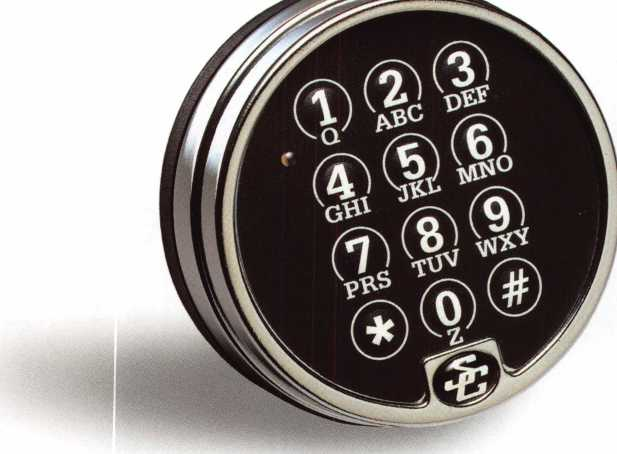 1 2 3
Q ABC DEF
4 5 6
GHI JKL MNO
7 8 9
PRS TUV WXY
* 0 #
Z
SG